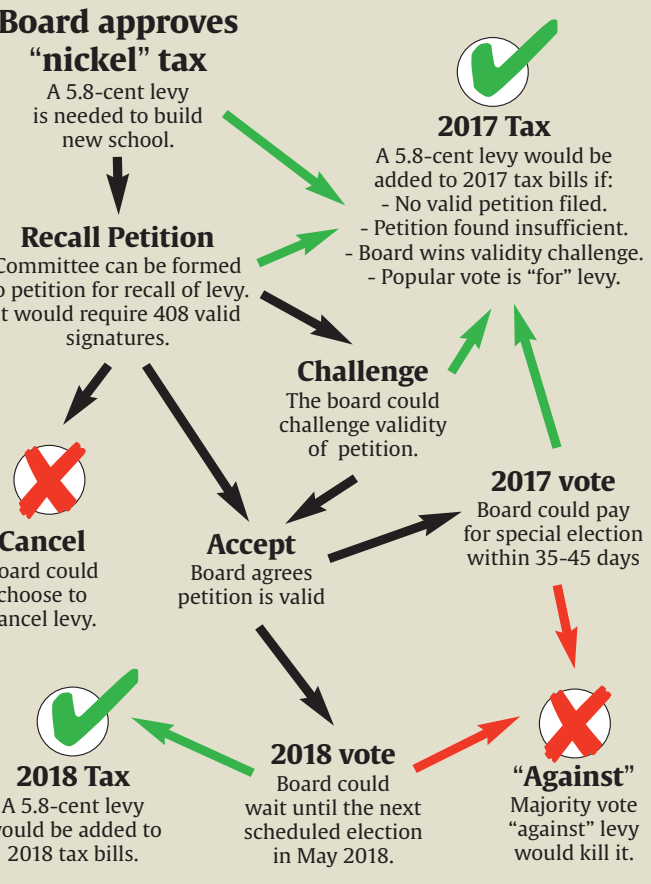 Board approves
“nickel” tax
A 5.8-cent levy
is needed to build
new school.
2017 Tax
A 5.8-cent levy would be
added to 2017 tax bills if:
- No valid petition filed.
- Petition found insufficient.
- Board wins validity challenge.
- Popular vote is “for” levy.
Recall Petition
Committee can be formed
to petition for recall of levy.
It would require 408 valid
signatures.
Challenge
The board could
challenge validity
of petition.
2017 vote
Board could pay
for special election
within 35-45 days
Cancel
Board could
choose to
cancel levy.
Accept
Board agrees
petition is valid
2018 Tax
A 5.8-cent levy
would be added to
2018 tax bills.
2018 vote
Board could
wait until the next
scheduled election
in May 2018.
“Against”
Majority vote
“against” levy
would kill it.